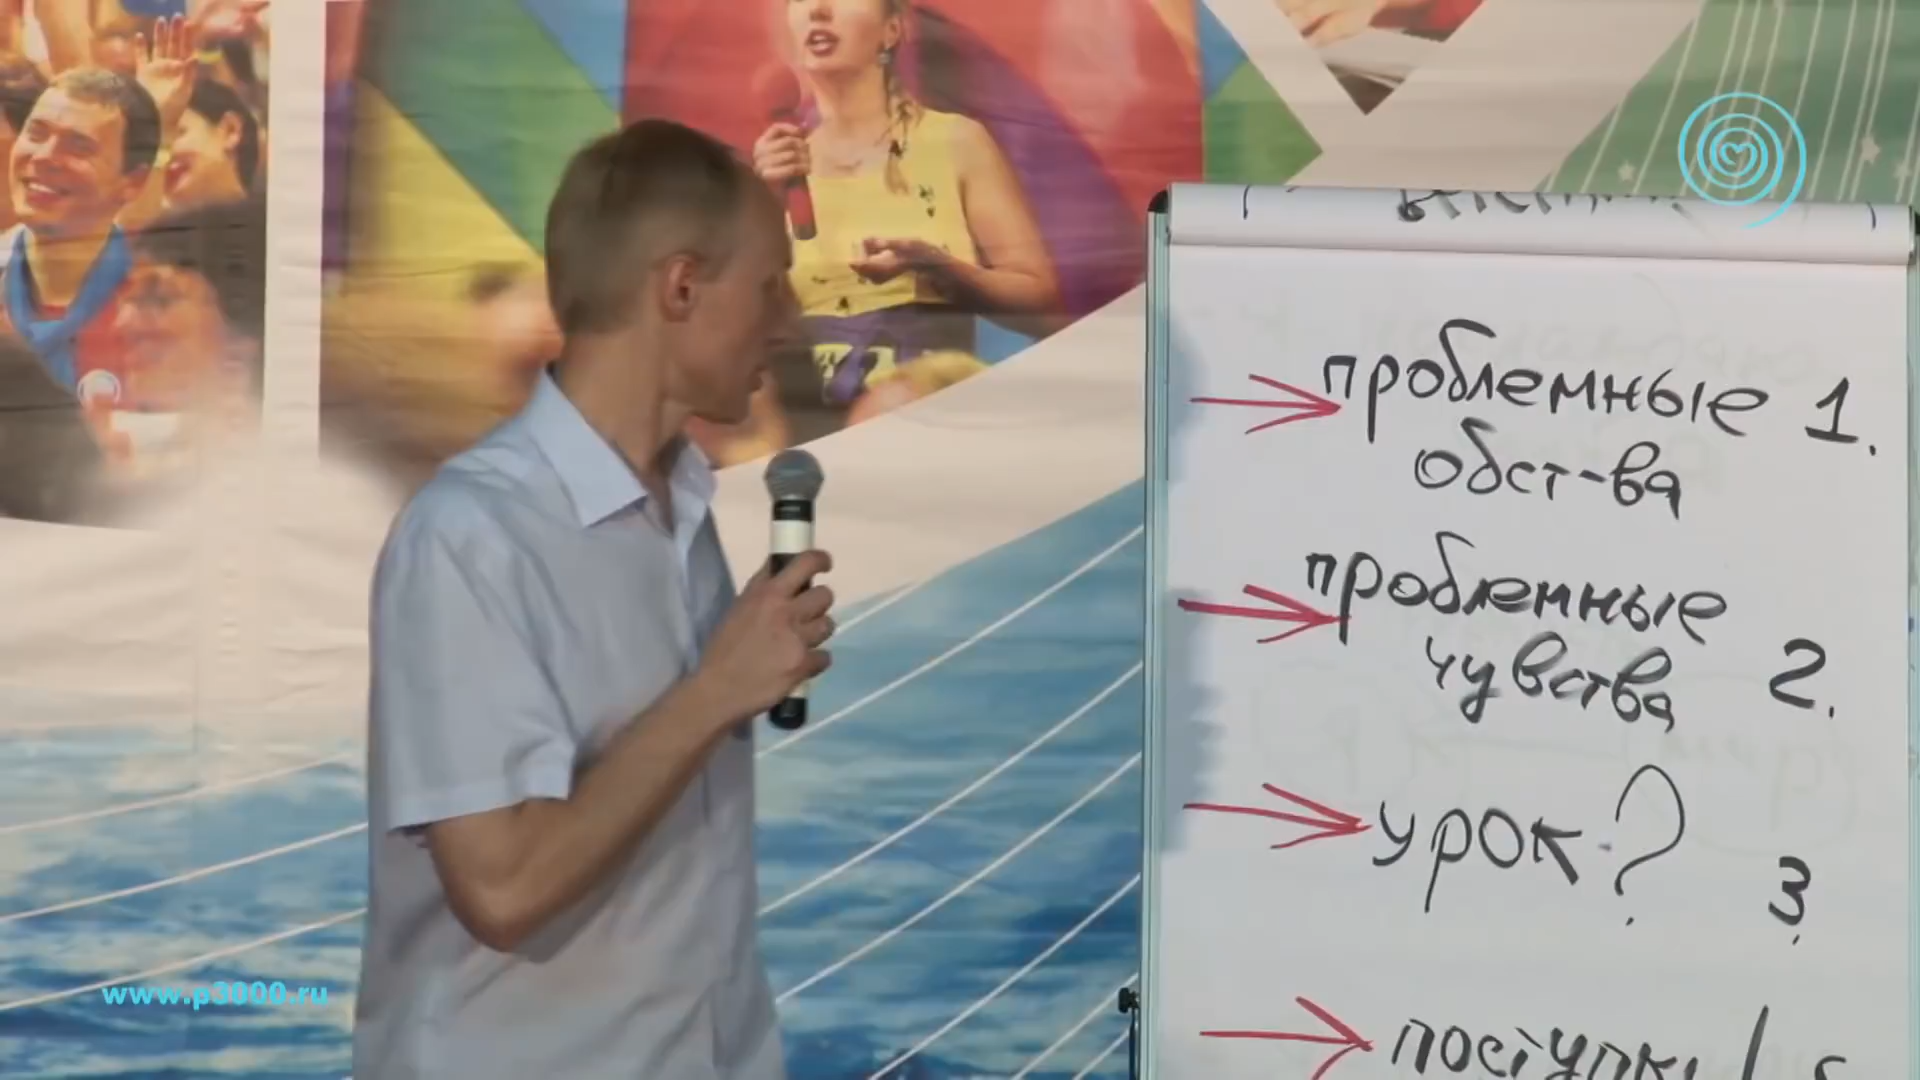 проблемные 1.
обст-ва
проблемные
чувства 2.
урок? 3.
www.p3000.ru